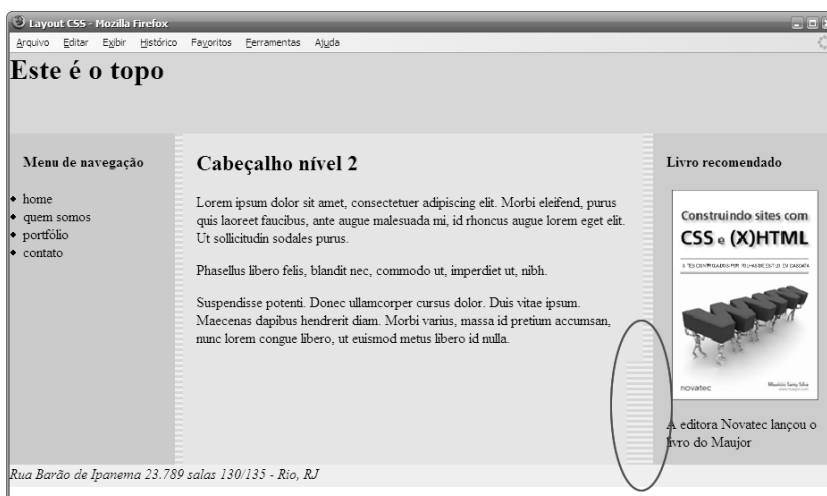 Layout CSS - Mozilla Firefox
Arquivo Editar Exibir Histórico Favoritos Ferramentas Ajuda
Este é o topo
Menu de navegação
home
quem somos
portfólio
contato
Cabeçalho nível 2
Lorem ipsum dolor sit amet, consectetuer adipiscing elit. Morbi eleifend, purus
quis laoreet faucibus, ante augue malesuada mi, id rhoncus augue lorem eget elit.
Ut sollicitudin sodales purus.
Phasellus libero felis, blandit nec, commodo ut, imperdiet ut, nibh.
Suspendisse potenti. Donec ullamcorper cursus dolor. Duis vitae ipsum.
Maecenas dapibus hendrerit diam. Morbi varius, massa id pretium accumsan,
nunc lorem congue libero, ut euismod metus libero id nulla.
Livro recomendado
Construindo sites com
CSS e (X)HTML
WWWW
novatec
Maurício Samy Silva
A editora Novatec lançou o
livro do Maujor
Rua Barão de Ipanema 23.789 salas 130/135 - Rio, RJ